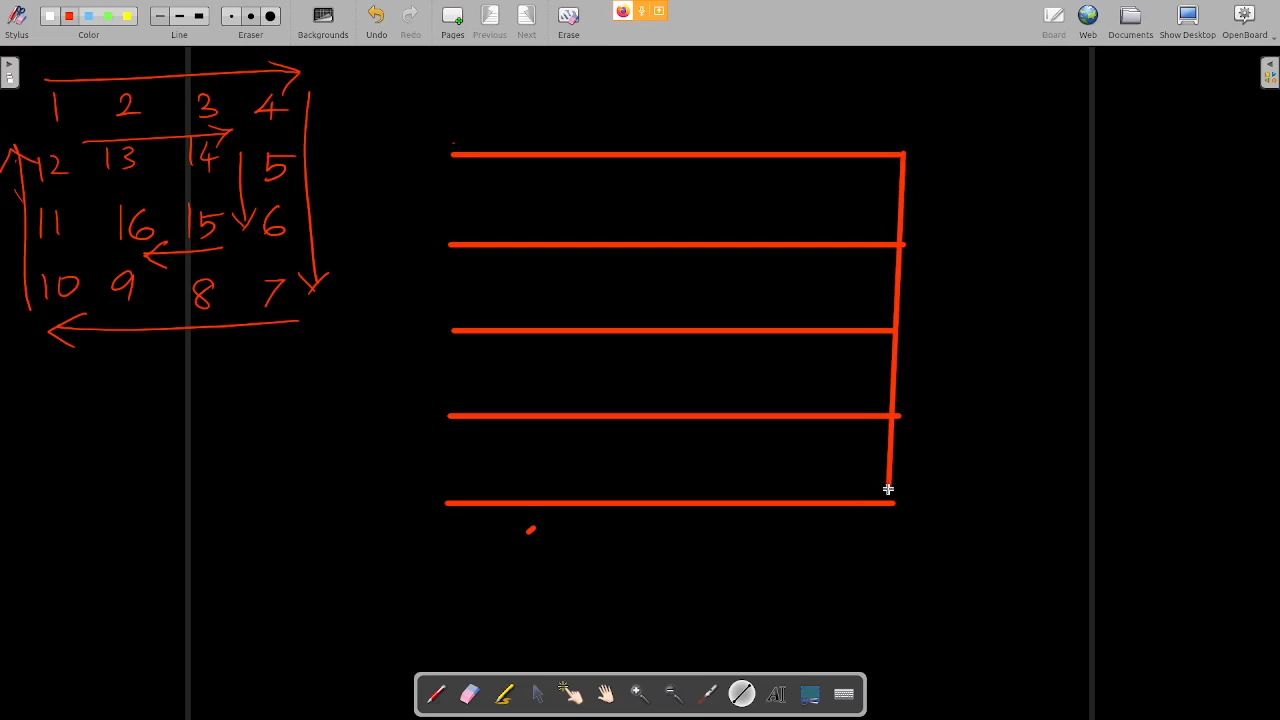 Stylus Color Line Eraser Backgrounds Undo Redo Pages Previous Next Erase Board Web Documents Show Desktop OpenBoard
1 2 3 4
12 13 14 5
11 16 15 6
10 9 8 7
AI